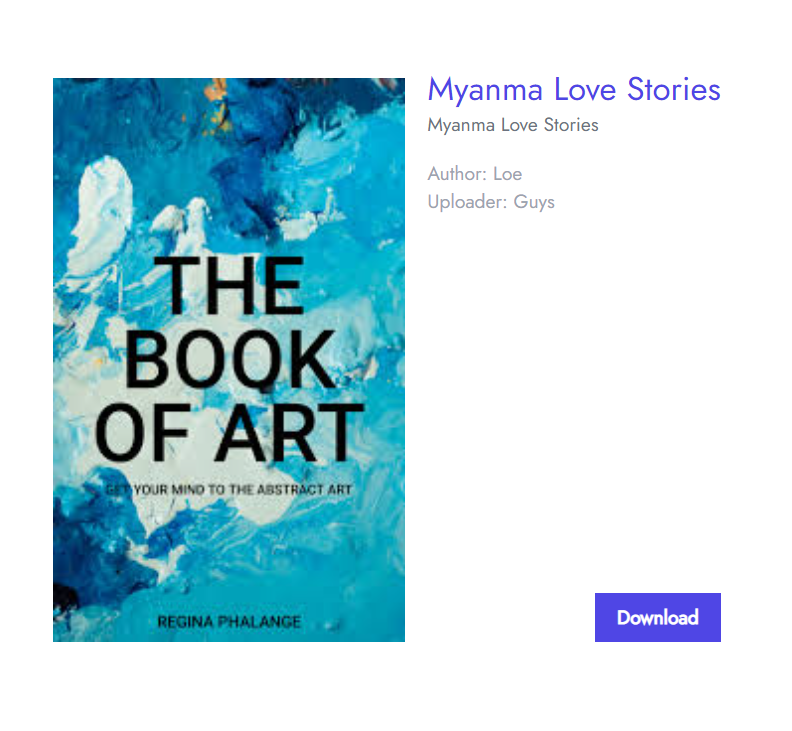 THE
BOOK
OF ART
GET YOUR MIND TO THE ABSTRACT ART
REGINA PHALANGE
Myanma Love Stories
Myanma Love Stories
Author: Loe
Uploader: Guys
Download